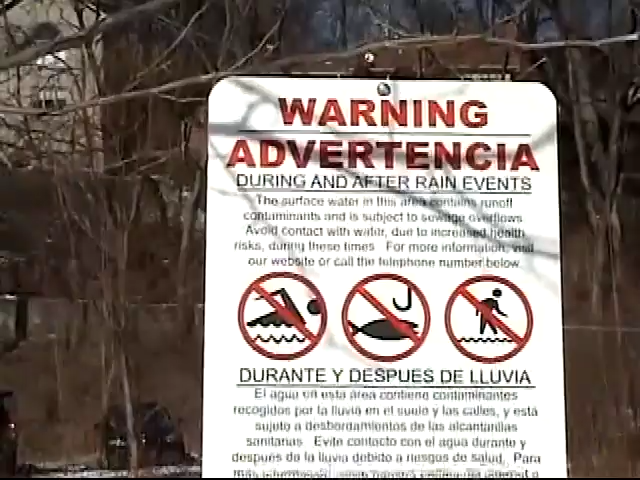 WARNING
ADVERTENCIA
DURING AND AFTER RAIN EVENTS
The surface water in this area contains runoff
contaminants and is subject to sewage overflows
Avoid contact with water, due to increased health
risks, during these times. For more information, visit
our website or call the telephone number below.
DURANTE Y DESPUES DE LLUVIA
El agua en esta área contiene contaminantes
recogidos por la lluvia en el suelo y las calles, y está
sujeto a desbordamientos de las alcantarillas
sanitarias. Evite contacto con el agua durante y
después de la lluvia debido a riesgos de salud. Para